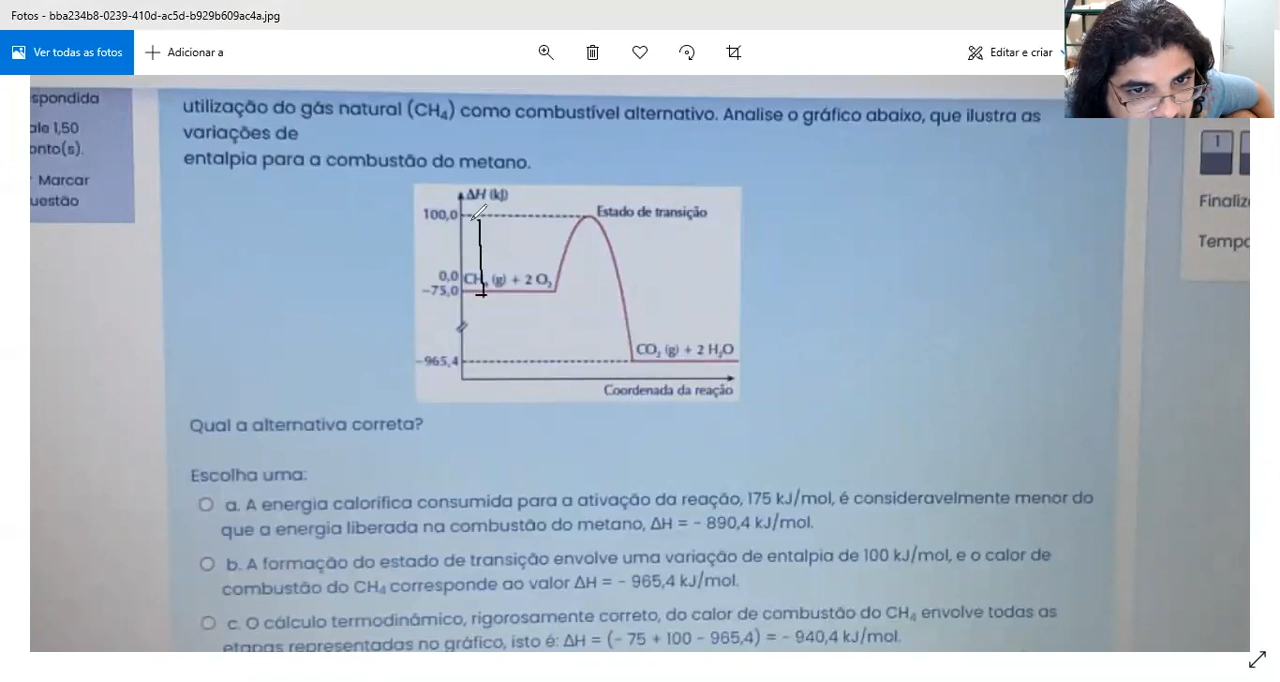 Fotos - bba234b8-0239-410d-ac5d-b929b609ac4a.jpg
Ver todas as fotos
Adicionar a
Editar e criar
spondida
ale 1,50
onto(s).
Marcar
uestão
utilização do gás natural (CH₄) como combustível alternativo. Analise o gráfico abaixo, que ilustra as
variações de
entalpia para a combustão do metano.
ΔH (kJ)
100,0
Estado de transição
0,0
CH₄ (g) + 2 O₂
-75,0
CO₂ (g) + 2 H₂O
-965,4
Coordenada da reação
1
Finaliz
Tempo
Qual a alternativa correta?
Escolha uma:
a. A energia calorífica consumida para a ativação da reação, 175 kJ/mol, é consideravelmente menor do
que a energia liberada na combustão do metano, ΔH = - 890,4 kJ/mol.
b. A formação do estado de transição envolve uma variação de entalpia de 100 kJ/mol, e o calor de
combustão do CH₄ corresponde ao valor ΔH = - 965,4 kJ/mol.
c. O cálculo termodinâmico, rigorosamente correto, do calor de combustão do CH₄ envolve todas as
etapas representadas no gráfico, isto é: ΔH = (- 75 + 100 - 965,4) = - 940,4 kJ/mol.